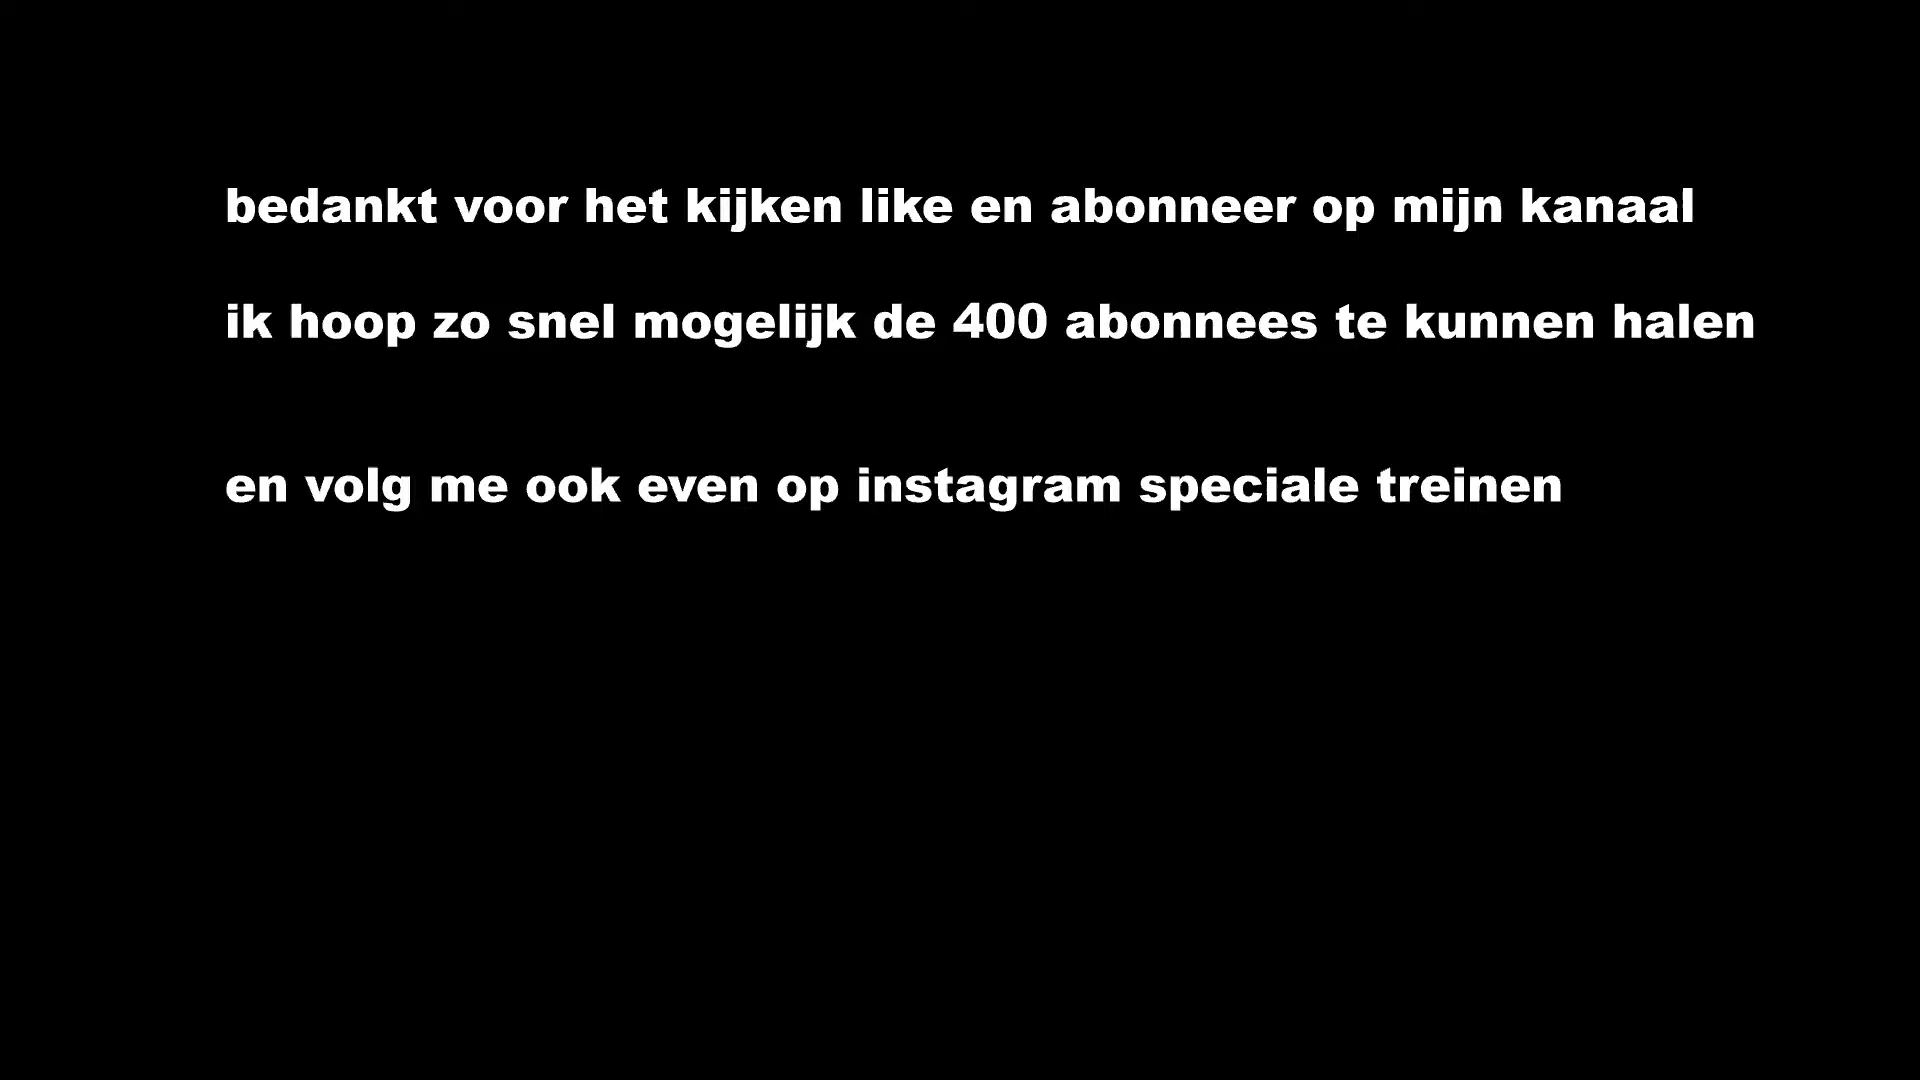 bedankt voor het kijken like en abonneer op mijn kanaal
ik hoop zo snel mogelijk de 400 abonnees te kunnen halen
en volg me ook even op instagram speciale treinen